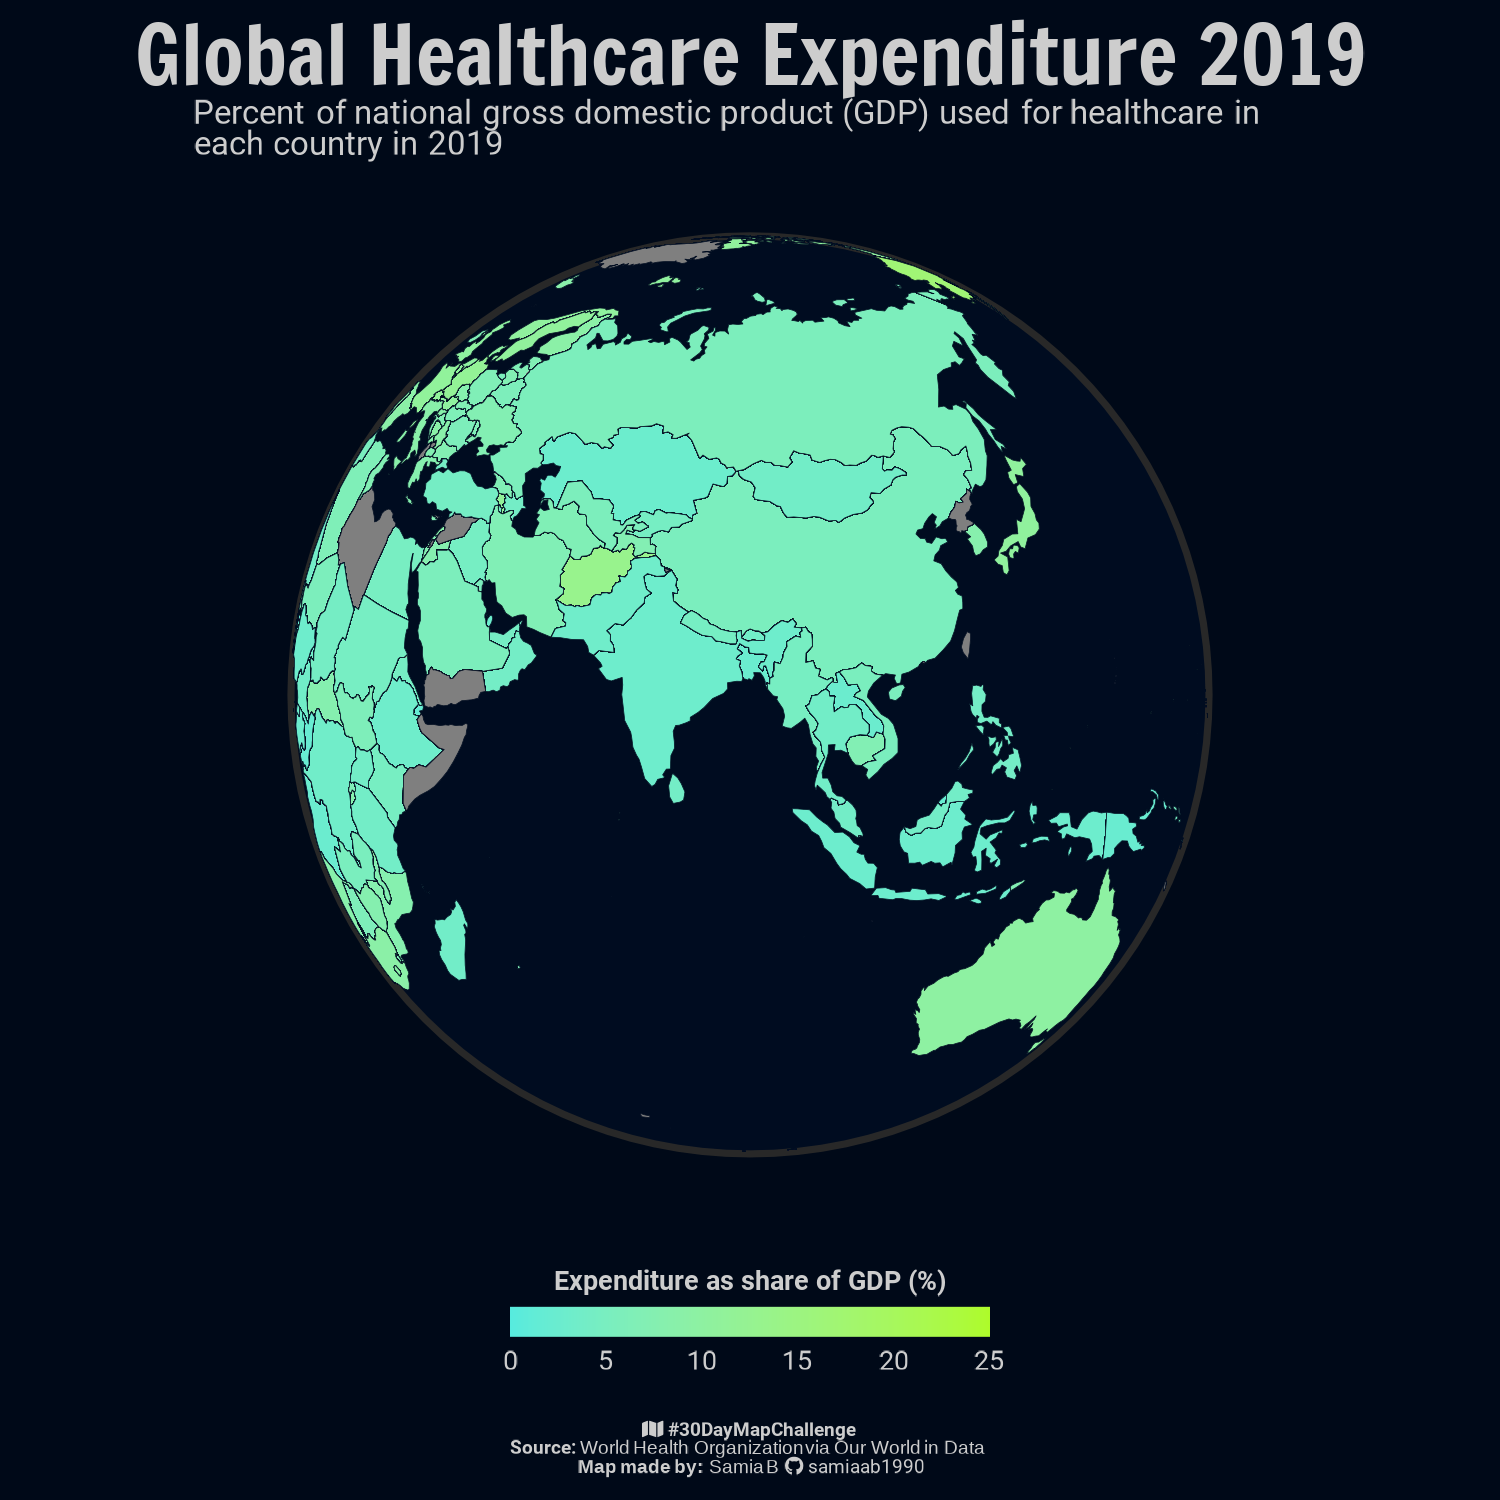 Global Healthcare Expenditure 2019
Percent of national gross domestic product (GDP) used for healthcare in
each country in 2019
Expenditure as share of GDP (%)
0 5 10 15 20 25
#30DayMapChallenge
Source: World Health Organization via Our World in Data
Map made by: Samia B samiaab1990